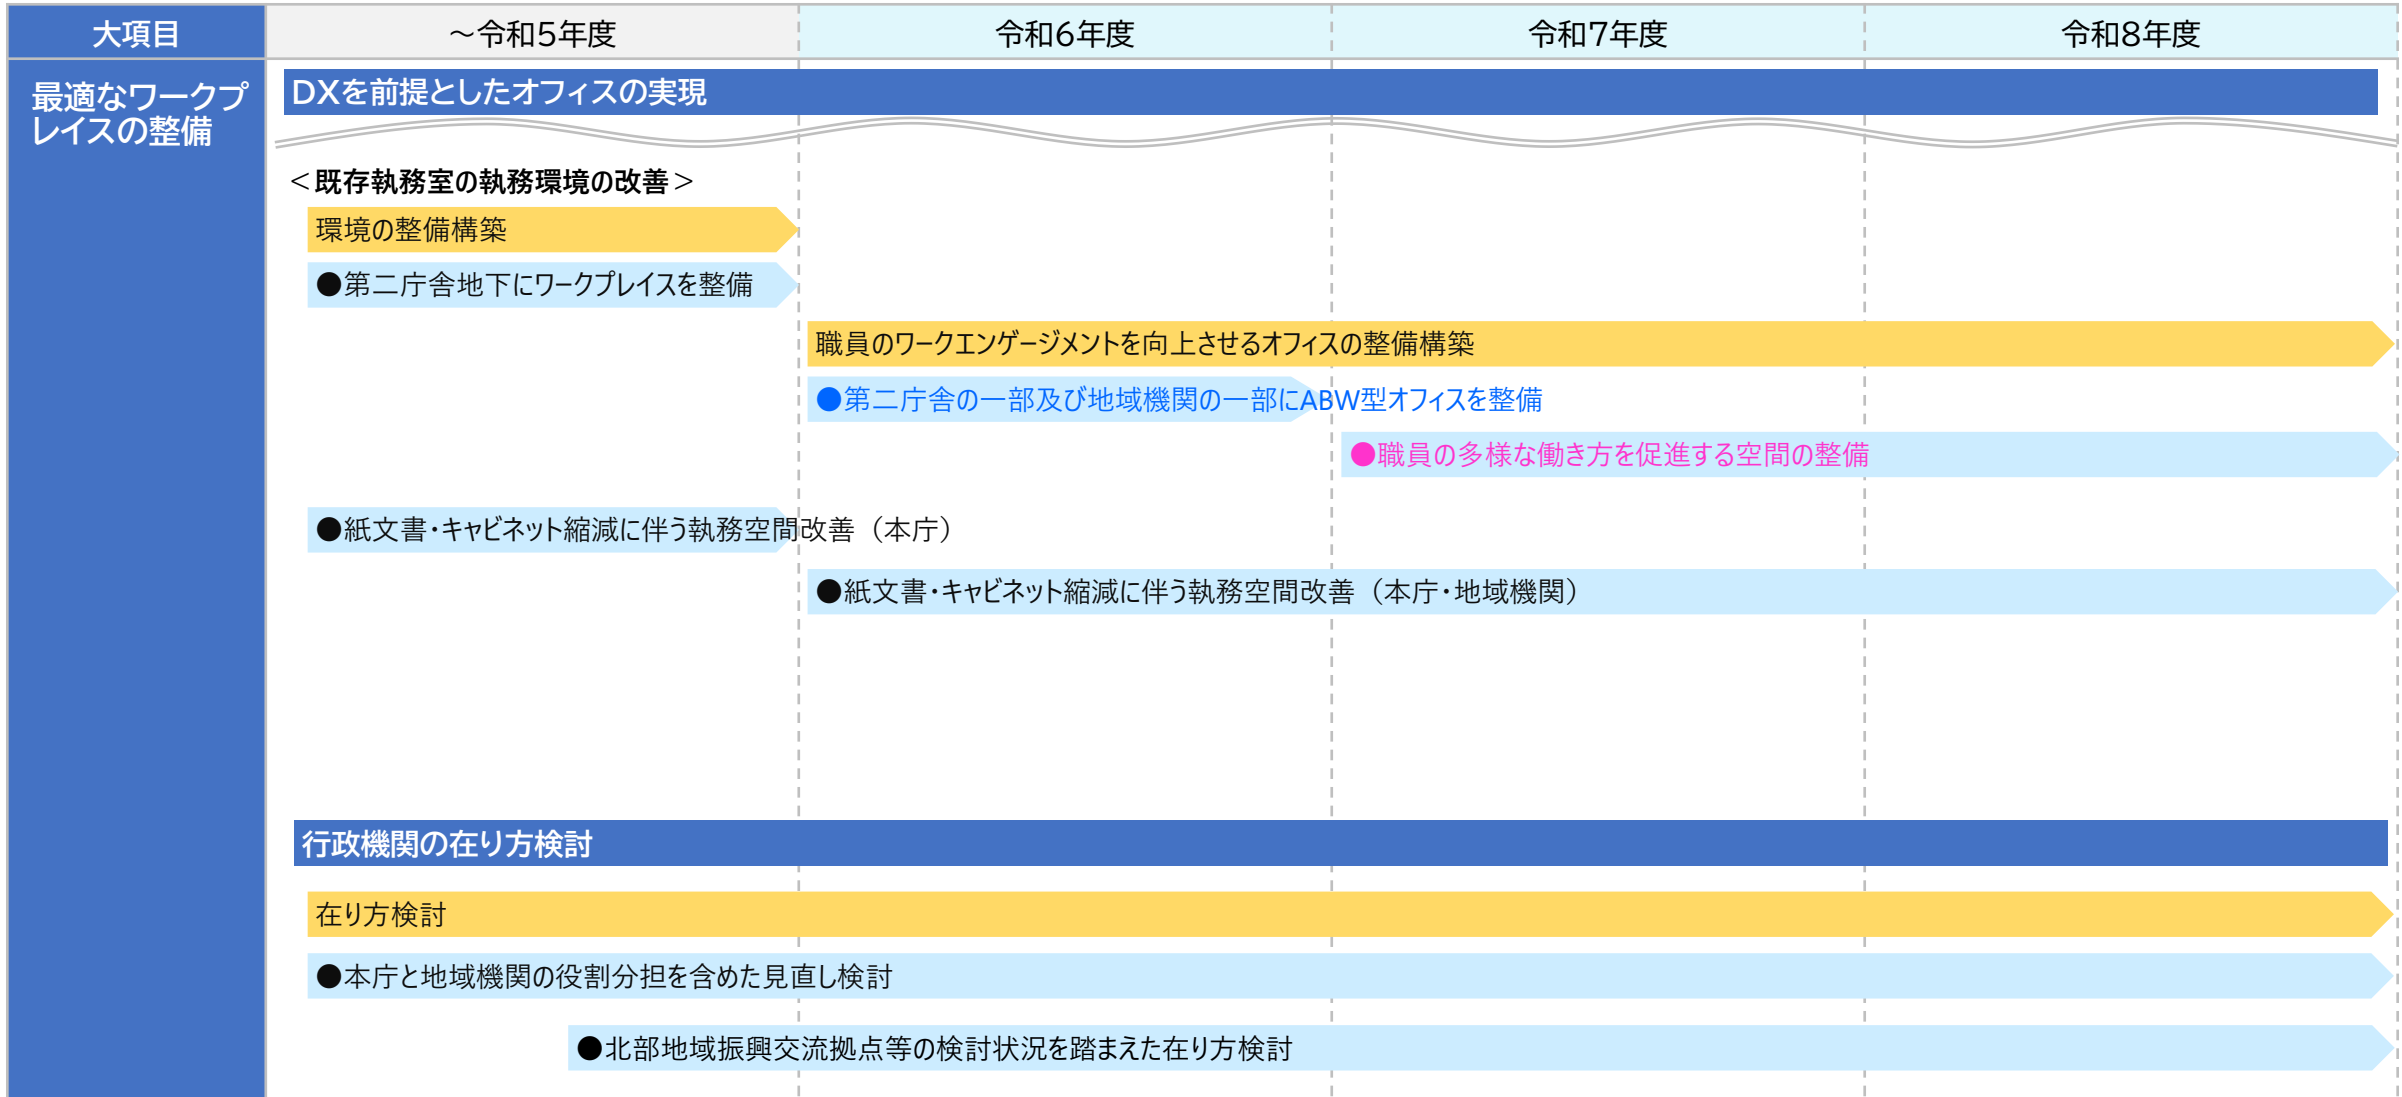 大項目
～令和5年度
令和6年度
令和7年度
令和8年度
最適なワークプ
レイスの整備
DXを前提としたオフィスの実現
＜既存執務室の執務環境の改善＞
環境の整備構築
●第二庁舎地下にワークプレイスを整備
職員のワークエンゲージメントを向上させるオフィスの整備構築
●第二庁舎の一部及び地域機関の一部にABW型オフィスを整備
●職員の多様な働き方を促進する空間の整備
●紙文書・キャビネット縮減に伴う執務空間改善（本庁）
●紙文書・キャビネット縮減に伴う執務空間改善（本庁・地域機関）
行政機関の在り方検討
在り方検討
●本庁と地域機関の役割分担を含めた見直し検討
●北部地域振興交流拠点等の検討状況を踏まえた在り方検討